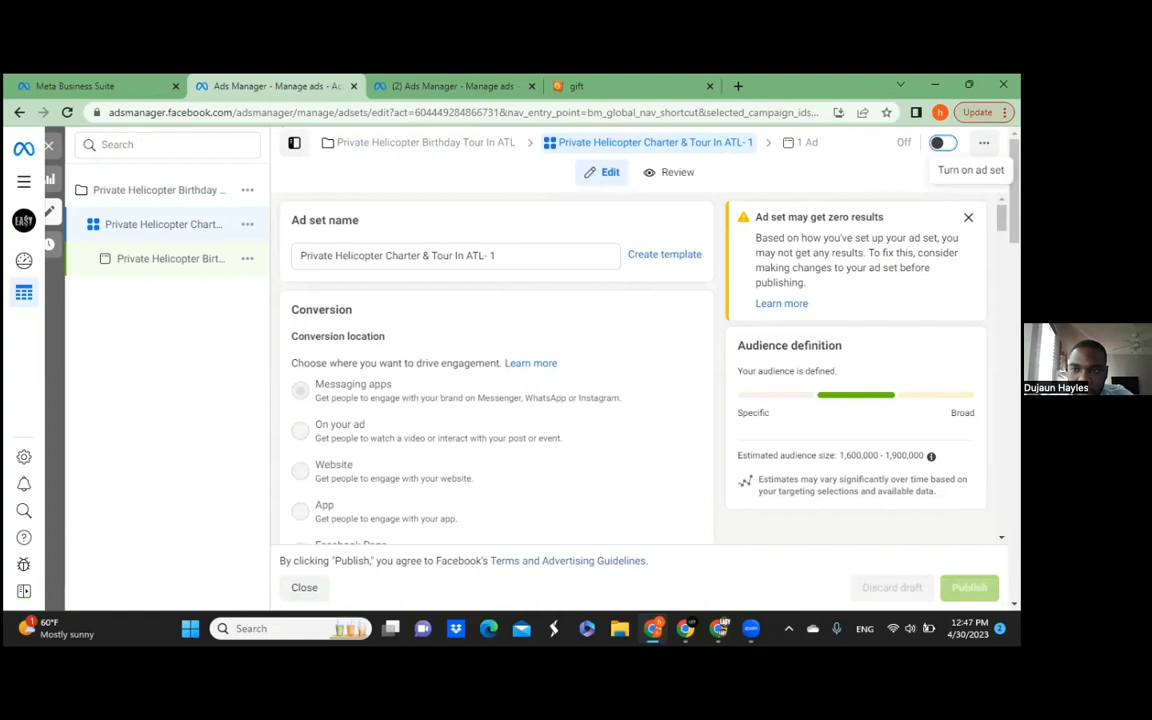 Meta Business Suite
Ads Manager - Manage ads - Ac
(2) Ads Manager - Manage ads -
gift
adsmanager.facebook.com/adsmanager/manage/adsets/edit?act=604449284866731&nav_entry_point=bm_global_nav_shortcut&selected_campaign_ids...
h
Update
Search
Private Helicopter Birthday Tour In ATL
Private Helicopter Charter & Tour In ATL- 1
1 Ad
Off
Turn on ad set
Edit
Review
Private Helicopter Birthday ...
Private Helicopter Chart...
Private Helicopter Birt...
EASY
Ad set name
Private Helicopter Charter & Tour In ATL- 1
Create template
Conversion
Conversion location
Choose where you want to drive engagement. Learn more
Messaging apps
Get people to engage with your brand on Messenger, WhatsApp or Instagram.
On your ad
Get people to watch a video or interact with your post or event.
Website
Get people to engage with your website.
App
Get people to engage with your app.
Facebook Page
Ad set may get zero results
Based on how you've set up your ad set, you
may not get any results. To fix this, consider
making changes to your ad set before
publishing.
Learn more
Audience definition
Your audience is defined.
Specific
Broad
Estimated audience size: 1,600,000 - 1,900,000
Estimates may vary significantly over time based on
your targeting selections and available data.
By clicking "Publish," you agree to Facebook's Terms and Advertising Guidelines.
Close
Discard draft
Publish
Dujaun Hayles
1
60°F
Mostly sunny
Search
ENG
12:47 PM
4/30/2023
2